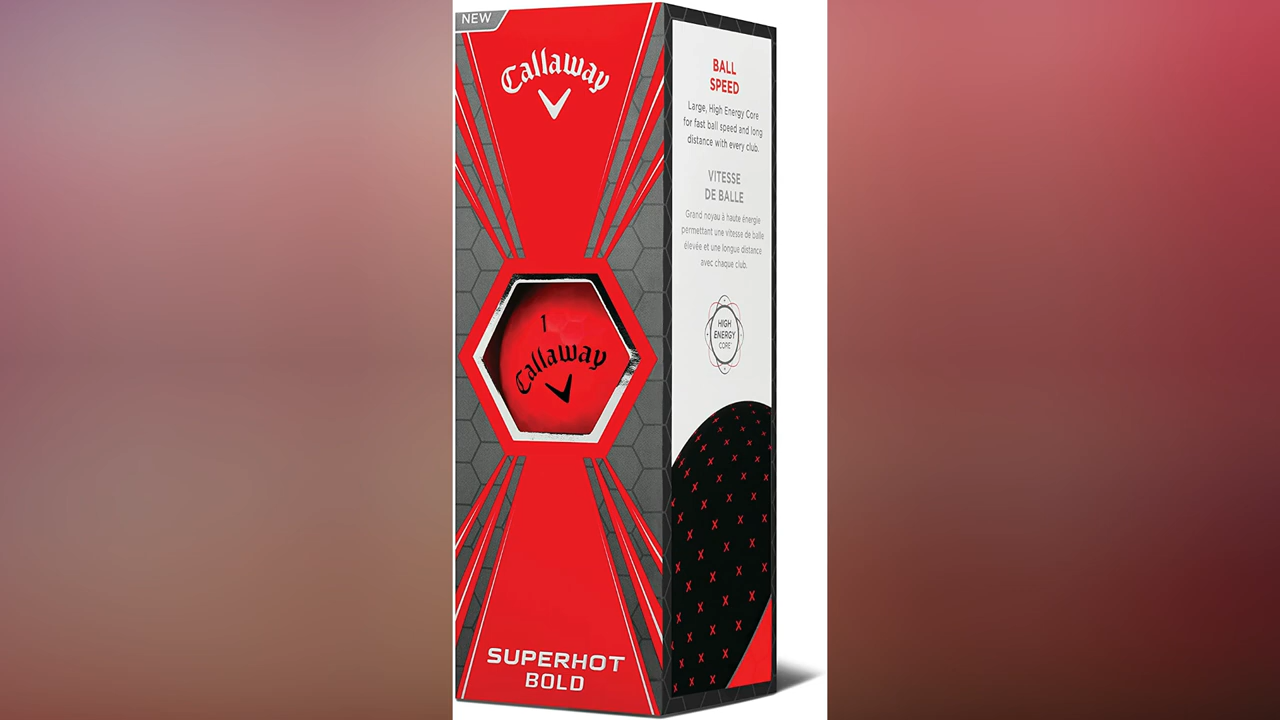 NEW
Callaway
1
Callaway
SUPERHOT
BOLD
BALL
SPEED
Large, High Energy Core
for fast ball speed and long
distance with every club.
VITESSE
DE BALLE
Grand noyau à haute énergie
permettant une vitesse de balle
élevée et une longue distance
avec chaque club.
HIGH
ENERGY
CORE™